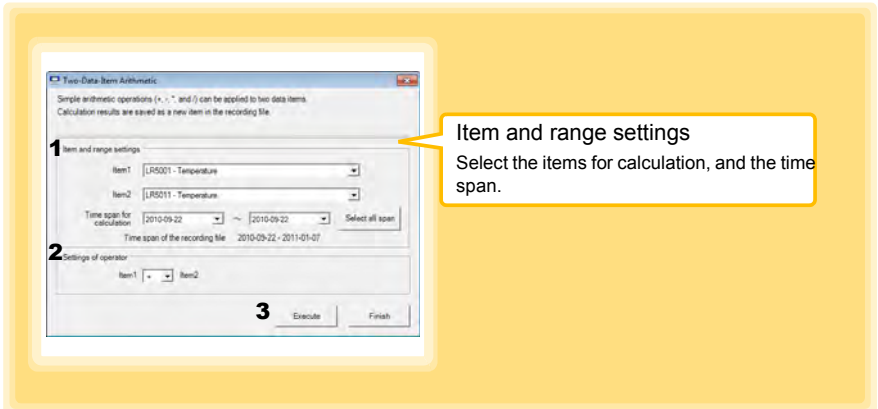 Two-Data-Item Arithmetic
Simple arithmetic operations (+, -, *, and /) can be applied to two data items.
Calculation results are saved as a new item in the recording file.
1
Item and range settings
Item1 LR5001 - Temperature
Item2 LR5011 - Temperature
Time span for
calculation
2010-09-22 ~ 2010-09-22 Select all span
Time span of the recording file 2010-09-22 - 2011-01-07
2
Settings of operator
Item1 Item2
3
Execute Finish
Item and range settings
Select the items for calculation, and the time
span.